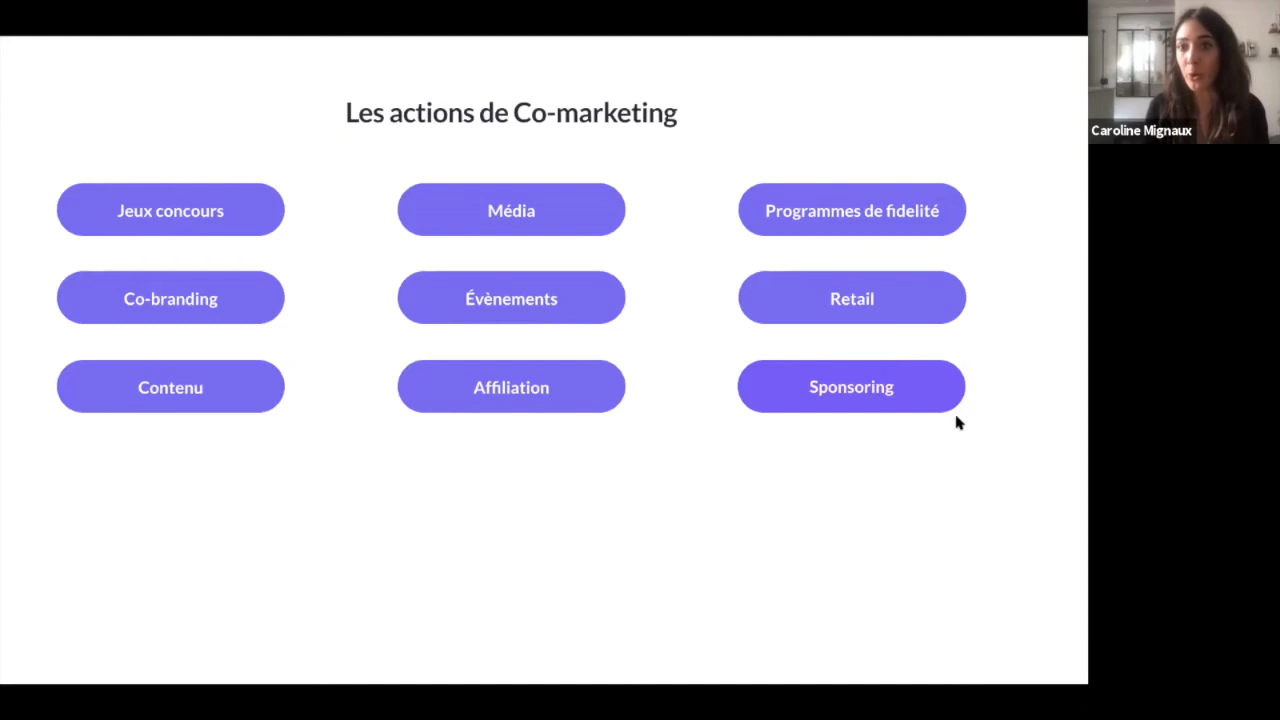 Les actions de Co-marketing
Jeux concours
Média
Programmes de fidelité
Co-branding
Évènements
Retail
Contenu
Affiliation
Sponsoring
Caroline Mignaux